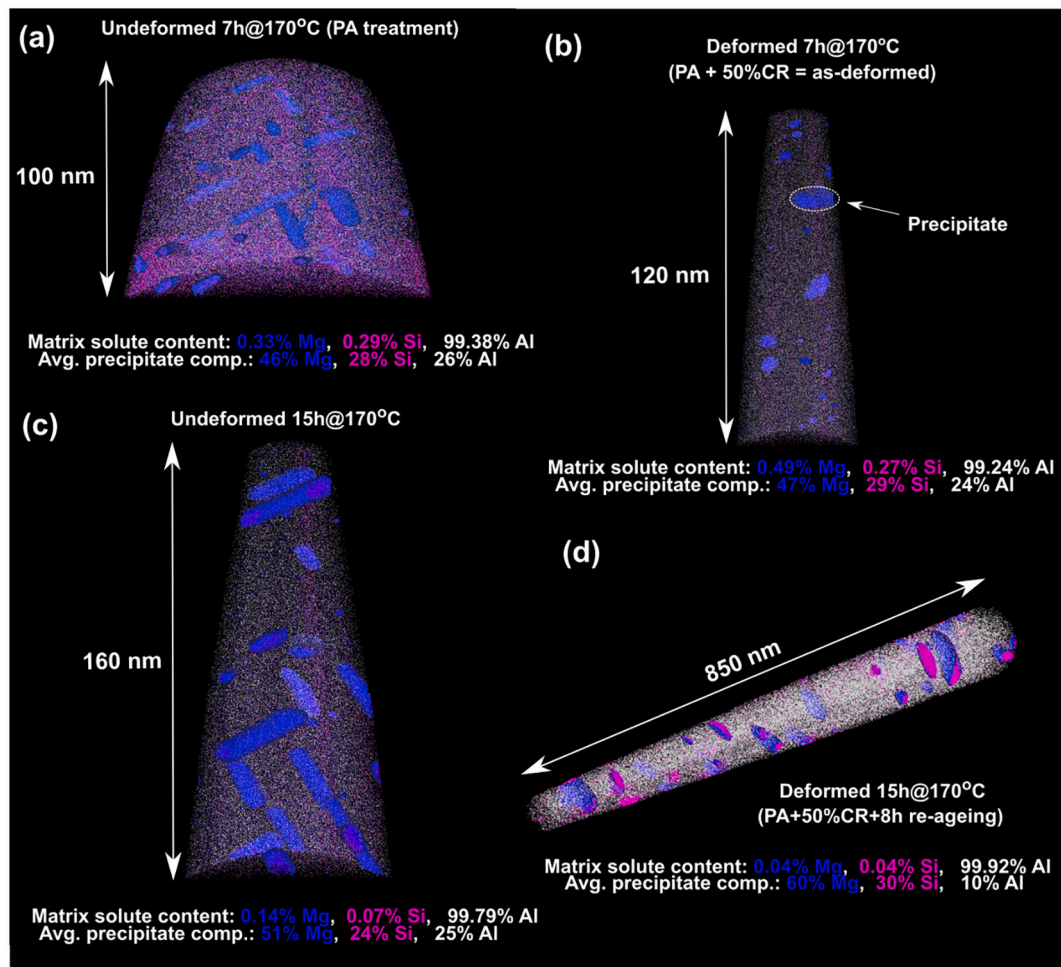 (a)
Undeformed 7h@170°C (PA treatment)
100 nm
Matrix solute content: 0.33% Mg, 0.29% Si, 99.38% Al
Avg. precipitate comp.: 46% Mg, 28% Si, 26% Al
(b)
Deformed 7h@170ºC
(PA + 50%CR = as-deformed)
120 nm
Precipitate
Matrix solute content: 0.49% Mg, 0.27% Si, 99.24% Al
Avg. precipitate comp.: 47% Mg, 29% Si, 24% Al
(c)
Undeformed 15h@170°C
160 nm
Matrix solute content: 0.14% Mg, 0.07% Si, 99.79% Al
Avg. precipitate comp.: 51% Mg, 24% Si, 25% Al
(d)
850 nm
Deformed 15h@170°C
(PA+50%CR+8h re-ageing)
Matrix solute content: 0.04% Mg, 0.04% Si, 99.92% Al
Avg. precipitate comp.: 60% Mg, 30% Si, 10% Al